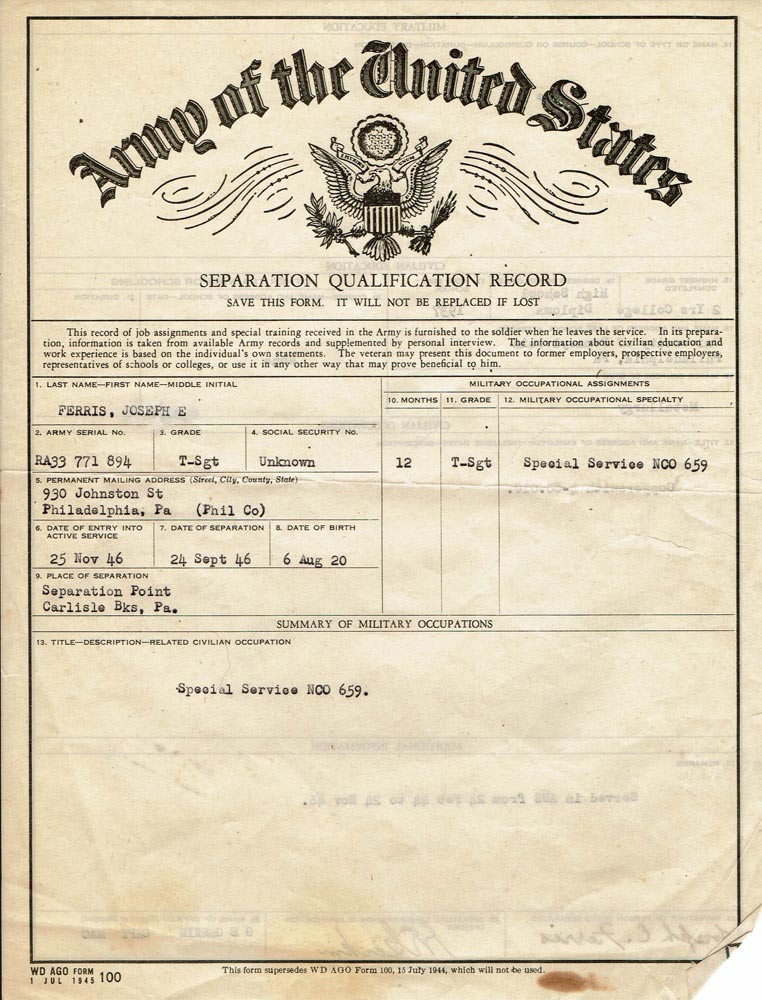 Army of the United States
SEPARATION QUALIFICATION RECORD
SAVE THIS FORM. IT WILL NOT BE REPLACED IF LOST
This record of job assignments and special training received in the Army is furnished to the soldier when he leaves the service. In its prepara-
tion, information is taken from available Army records and supplemented by personal interview. The information about civilian education and
work experience is based on the individual's own statements. The veteran may present this document to former employers, prospective employers,
representatives of schools or colleges, or use it in any other way that may prove beneficial to him.
1. LAST NAME—FIRST NAME—MIDDLE INITIAL
FERRIS, JOSEPH E
MILITARY OCCUPATIONAL ASSIGNMENTS
10. MONTHS 11. GRADE 12. MILITARY OCCUPATIONAL SPECIALTY
2. ARMY SERIAL No. 3. GRADE 4. SOCIAL SECURITY No.
RA33 771 894 T-Sgt Unknown
12 T-Sgt Special Service NCO 659
5. PERMANENT MAILING ADDRESS (Street, City, County, State)
930 Johnston St
Philadelphia, Pa (Phil Co)
6. DATE OF ENTRY INTO ACTIVE SERVICE 7. DATE OF SEPARATION 8. DATE OF BIRTH
25 Nov 46 24 Sept 46 6 Aug 20
9. PLACE OF SEPARATION
Separation Point
Carlisle Bks, Pa.
SUMMARY OF MILITARY OCCUPATIONS
13. TITLE—DESCRIPTION—RELATED CIVILIAN OCCUPATION
Special Service NCO 659.
WD AGO FORM 100
1 JUL 1945
This form supersedes WD AGO Form 100, 15 July 1944, which will not be used.